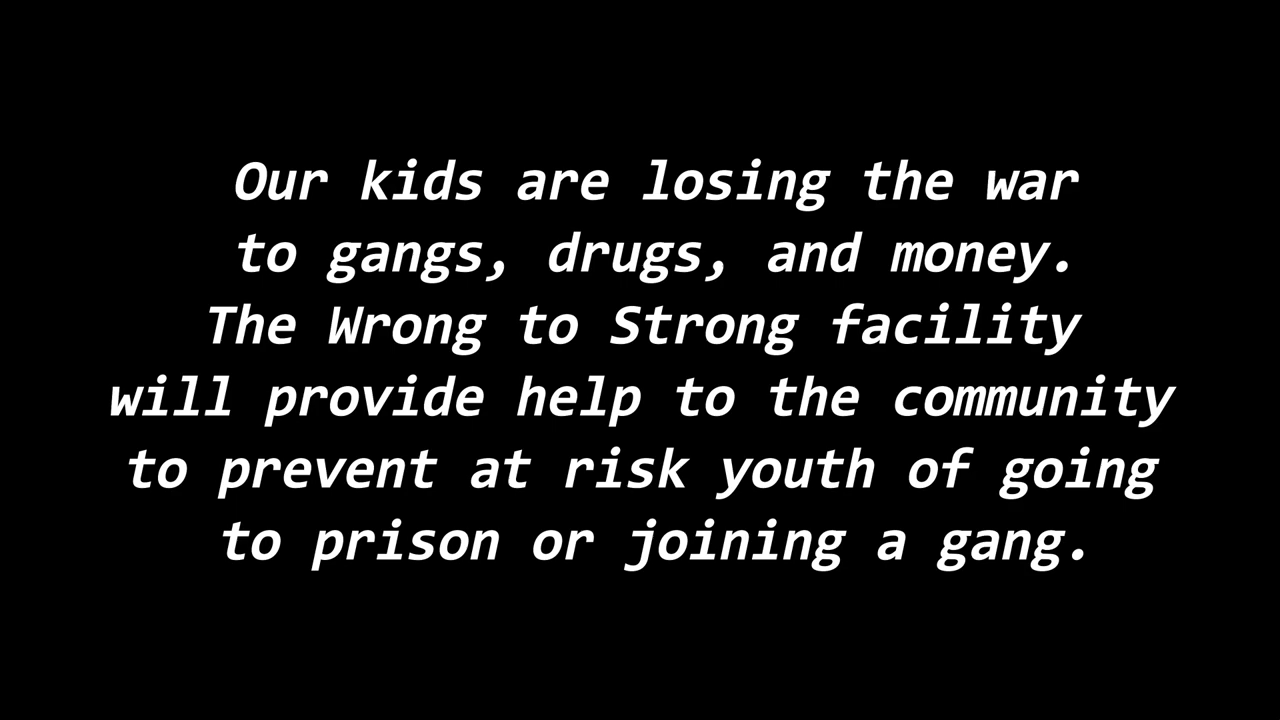 Our kids are losing the war
to gangs, drugs, and money.
The Wrong to Strong facility
will provide help to the community
to prevent at risk youth of going
to prison or joining a gang.